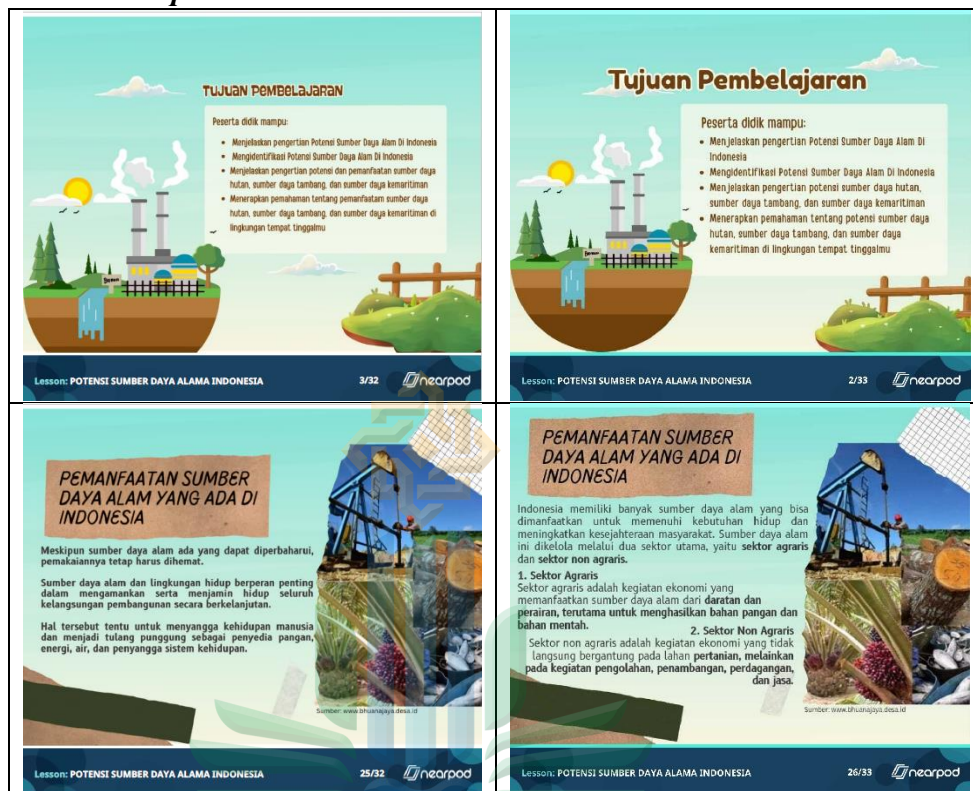 TUJUAN PEMBELAJARAN
Peserta didik mampu:
• Menjelaskan pengertian Potensi Sumber Daya Alam Di Indonesia
• Mengidentifikasi Potensi Sumber Daya Alam Di Indonesia
• Menjelaskan pengertian potensi dan pemanfaatan sumber daya
hutan, sumber daya tambang, dan sumber daya kemaritiman
• Menerapkan pemahaman tentang pemanfatam sumber daya
hutan, sumber daya tambang, dan sumber daya kemaritiman di
lingkungan tempat tinggalmu
Lesson: POTENSI SUMBER DAYA ALAMA INDONESIA
3/32
nearpod
Tujuan Pembelajaran
Peserta didik mampu:
• Menjelaskan pengertian Potensi Sumber Daya Alam Di
Indonesia
• Mengidentifikasi Potensi Sumber Daya Alam Di Indonesia
• Menjelaskan pengertian potensi sumber daya hutan,
sumber daya tambang, dan sumber daya kemaritiman
• Menerapkan pemahaman tentang potensi sumber daya
hutan, sumber daya tambang, dan sumber daya
kemaritiman di lingkungan tempat tinggalmu
Lesson: POTENSI SUMBER DAYA ALAMA INDONESIA
2/33
nearpod
PEMANFAATAN SUMBER
DAYA ALAM YANG ADA DI
INDONESIA
Meskipun sumber daya alam ada yang dapat diperbaharui,
pemakaiannya tetap harus dihemat.
Sumber daya alam dan lingkungan hidup berperan penting
dalam mengamankan serta menjamin hidup seluruh
kelangsungan pembangunan secara berkelanjutan.
Hal tersebut tentu untuk menyangga kehidupan manusia
dan menjadi tulang punggung sebagai penyedia pangan,
energi, air, dan penyangga sistem kehidupan.
Sumber: www.bhuanajaya.desa.id
Lesson: POTENSI SUMBER DAYA ALAMA INDONESIA
25/32
nearpod
PEMANFAATAN SUMBER
DAYA ALAM YANG ADA DI
INDONESIA
Indonesia memiliki banyak sumber daya alam yang bisa
dimanfaatkan untuk memenuhi kebutuhan hidup dan
meningkatkan kesejahteraan masyarakat. Sumber daya alam
ini dikelola melalui dua sektor utama, yaitu sektor agraris
dan sektor non agraris.
1. Sektor Agraris
Sektor agraris adalah kegiatan ekonomi yang
memanfaatkan sumber daya alam dari daratan dan
perairan, terutama untuk menghasilkan bahan pangan dan
bahan mentah.
2. Sektor Non Agraris
Sektor non agraris adalah kegiatan ekonomi yang tidak
langsung bergantung pada lahan pertanian, melainkan
pada kegiatan pengolahan, penambangan, perdagangan,
dan jasa.
Sumber: www.bhuanajaya.desa.id
Lesson: POTENSI SUMBER DAYA ALAMA INDONESIA
26/33
nearpod